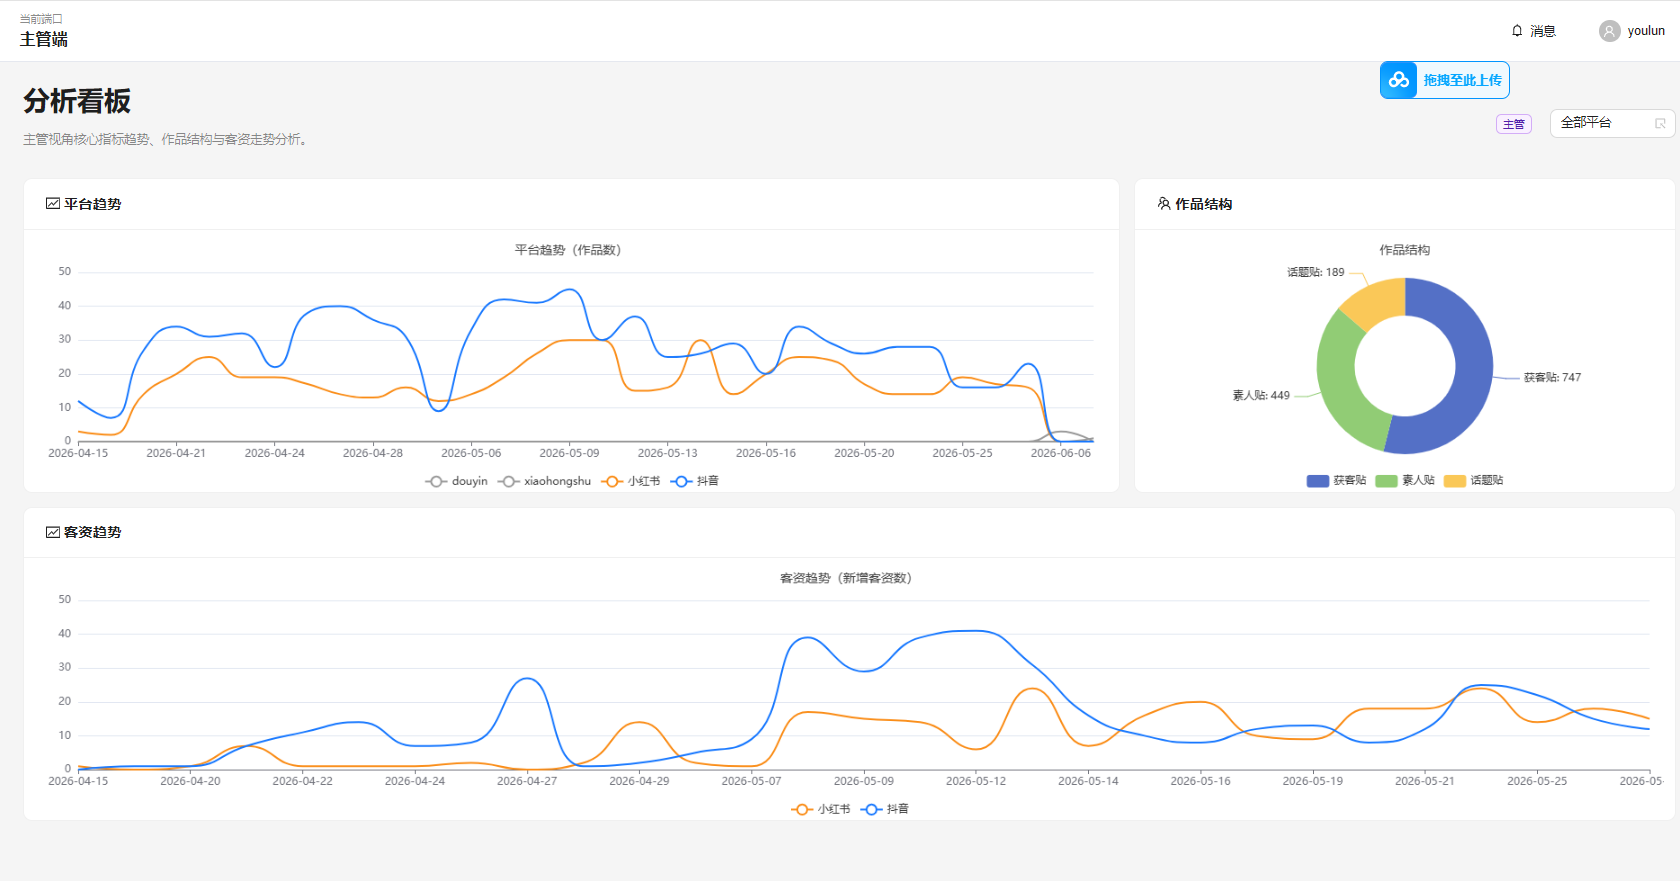 当前端口
主管端
消息
youlun
拖拽至此上传
分析看板
主管视角核心指标趋势、作品结构与客资走势分析。
主管
全部平台
平台趋势
平台趋势（作品数）
50
40
30
20
10
0
2026-04-15
2026-04-21
2026-04-24
2026-04-28
2026-05-06
2026-05-09
2026-05-13
2026-05-16
2026-05-20
2026-05-25
2026-06-06
douyin
xiaohongshu
小红书
抖音
作品结构
作品结构
话题贴: 189
获客贴: 747
素人贴: 449
获客贴
素人贴
话题贴
客资趋势
客资趋势（新增客资数）
50
40
30
20
10
0
2026-04-15
2026-04-20
2026-04-22
2026-04-24
2026-04-27
2026-04-29
2026-05-07
2026-05-09
2026-05-12
2026-05-14
2026-05-16
2026-05-19
2026-05-21
2026-05-25
2026-05-
小红书
抖音